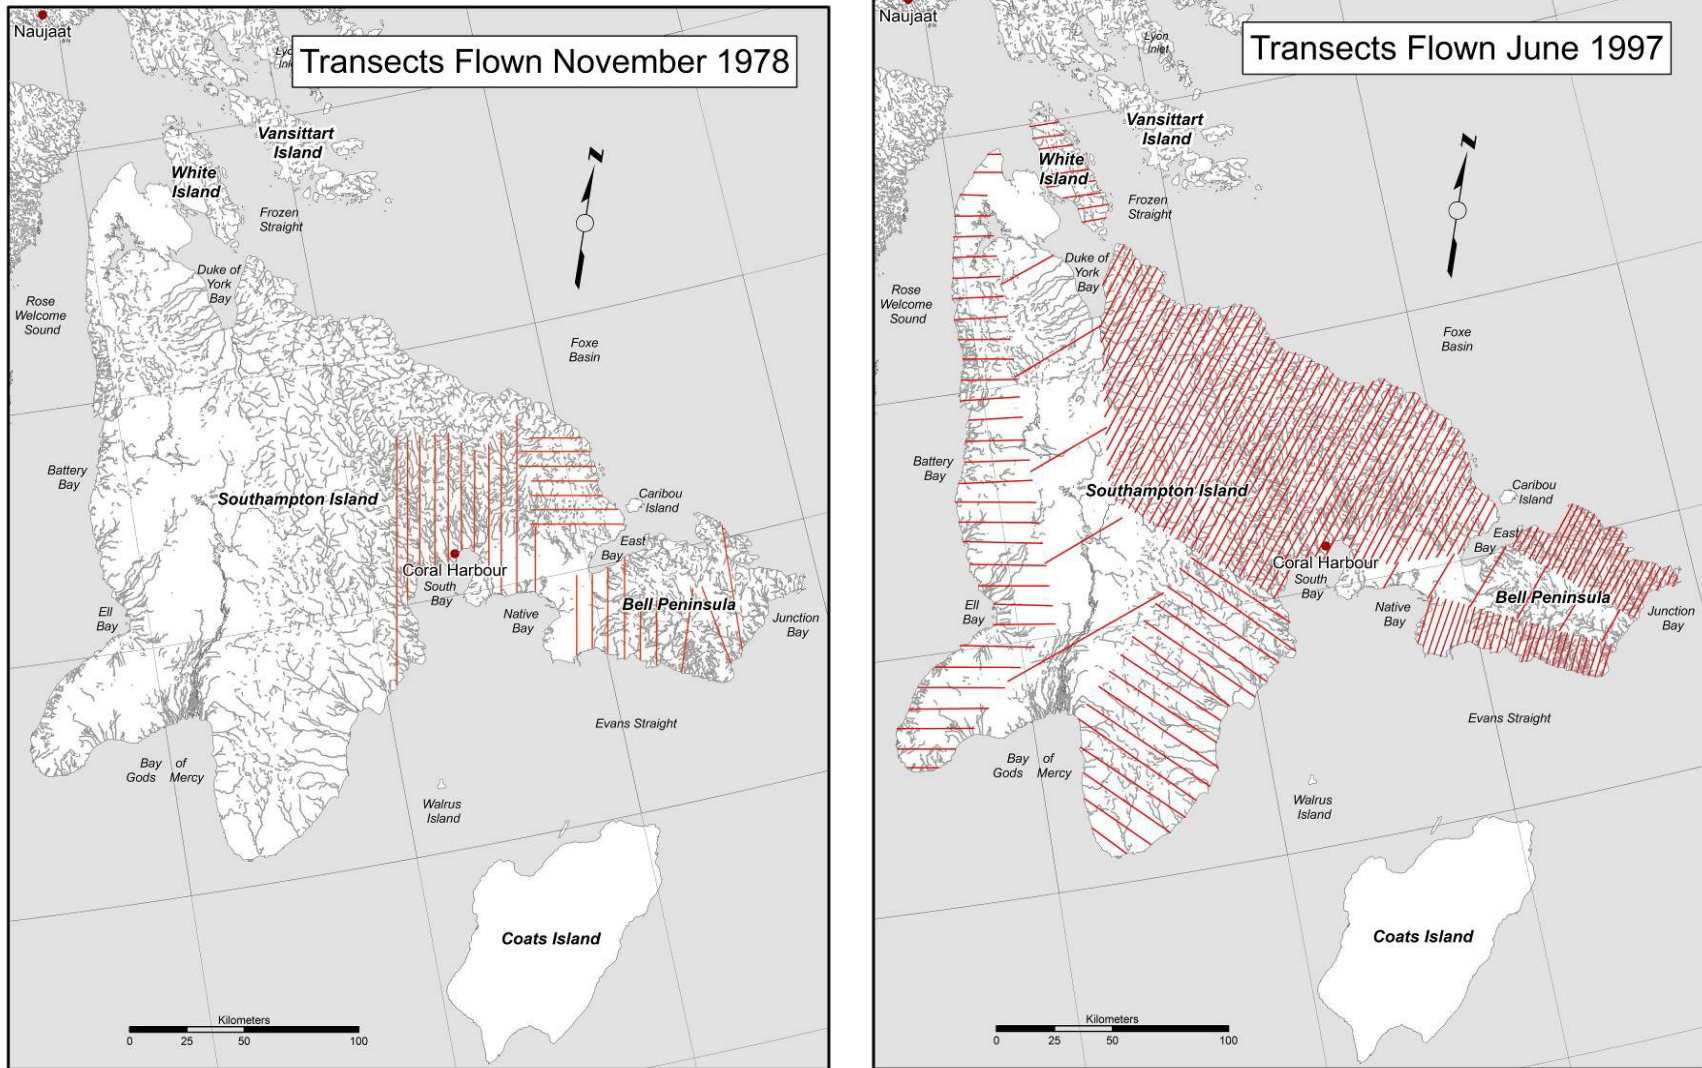 Naujaat
Lyon
Inlet
Transects Flown November 1978
Vansittart
Island
White
Island
Frozen
Straight
Duke of
York
Bay
Rose
Welcome
Sound
Foxe
Basin
Battery
Bay
Southampton Island
Caribou
Island
East
Bay
Coral Harbour
South
Bay
Ell
Bay
Native
Bay
Bell Peninsula
Junction
Bay
Evans Straight
Bay of
Gods Mercy
Walrus
Island
Coats Island
Kilometers
0 25 50 100
N
Naujaat
Lyon
Inlet
Transects Flown June 1997
Vansittart
Island
White
Island
Frozen
Straight
Duke of
York
Bay
Rose
Welcome
Sound
Foxe
Basin
Battery
Bay
Southampton Island
Caribou
Island
East
Bay
Coral Harbour
South
Bay
Ell
Bay
Native
Bay
Bell Peninsula
Junction
Bay
Evans Straight
Bay of
Gods Mercy
Walrus
Island
Coats Island
Kilometers
0 25 50 100
N